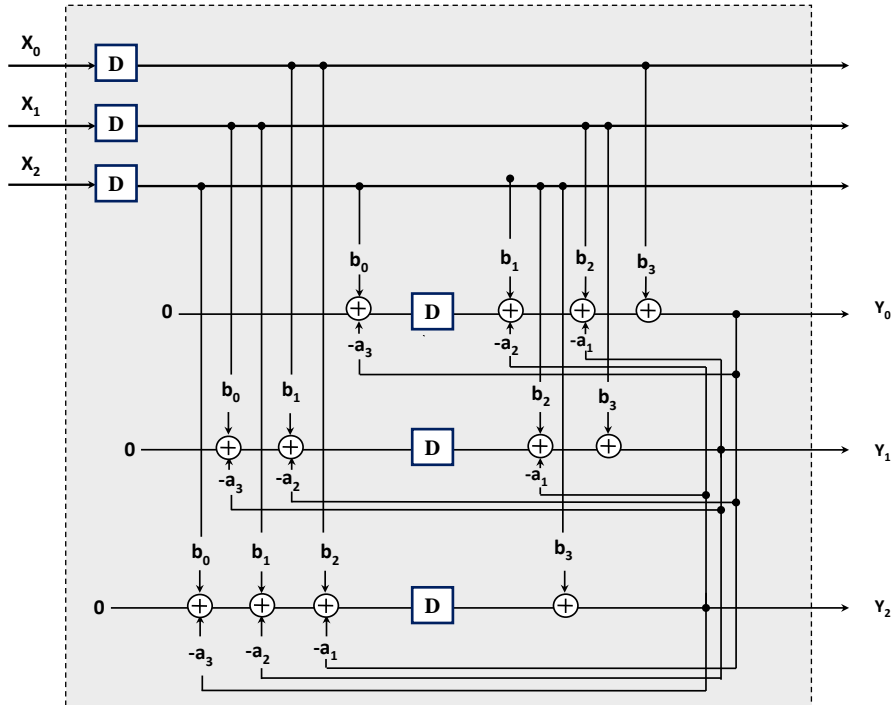 X₀
D
X₁
D
X₂
D
b₀ b₁ b₂ b₃
0 D Y₀
-a₃ -a₂ -a₁
b₀ b₁ b₂ b₃
0 D Y₁
-a₃ -a₂ -a₁
b₀ b₁ b₂ b₃
0 D Y₂
-a₃ -a₂ -a₁